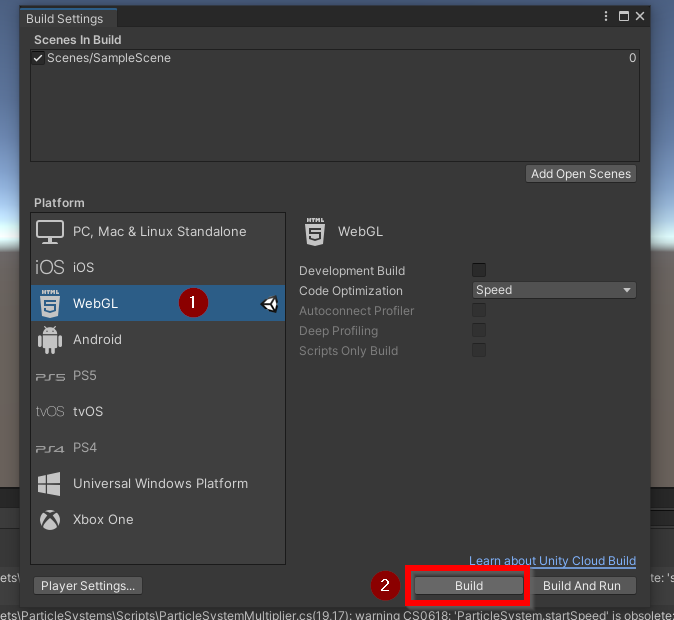 Build Settings
Scenes In Build
Scenes/SampleScene 0
Add Open Scenes
Platform
PC, Mac & Linux Standalone
iOS iOS
HTML 5 WebGL 1
Android
PS5 PS5
tvOS tvOS
PS4 PS4
Universal Windows Platform
Xbox One
HTML 5 WebGL
Development Build
Code Optimization Speed
Autoconnect Profiler
Deep Profiling
Scripts Only Build
Learn about Unity Cloud Build
Player Settings... 2 Build Build And Run
ets\ te: 's
ets\ParticleSystems\Scripts\ParticleSystemMultiplier.cs(19,17): warning CS0618: 'ParticleSystem.startSpeed' is obsolete: